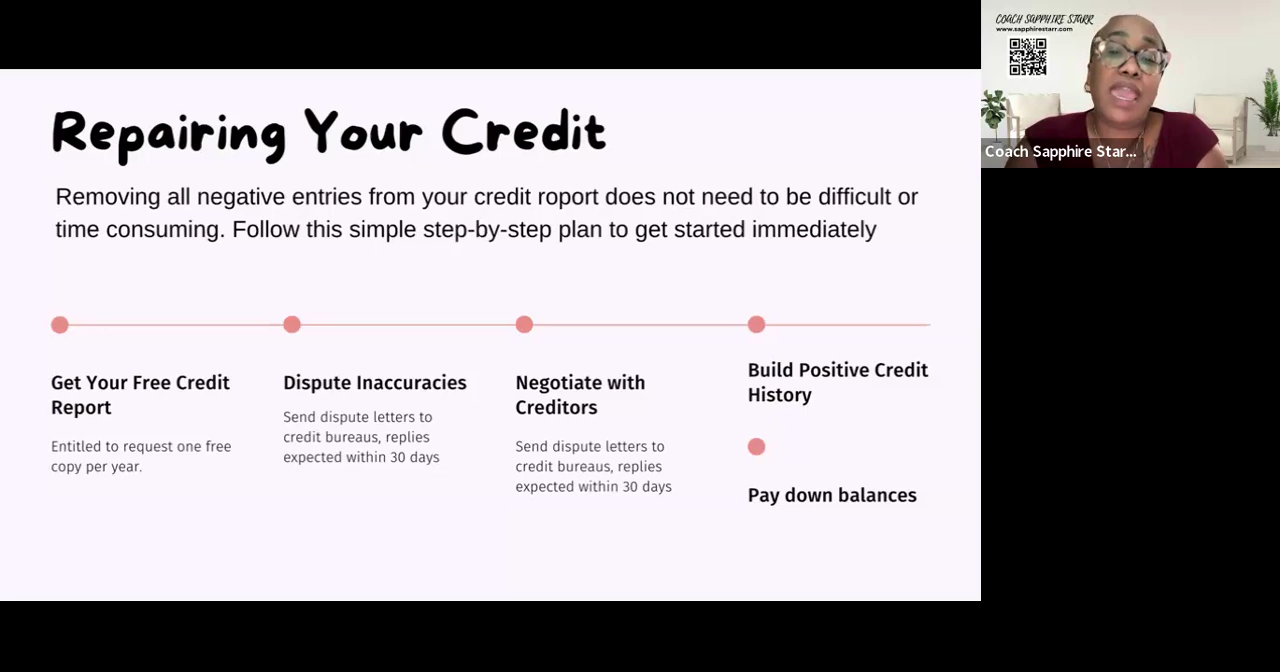 COACH SAPPHIRE STARR
www.sapphirestarr.com
Coach Sapphire Star...
Repairing Your Credit
Removing all negative entries from your credit roport does not need to be difficult or
time consuming. Follow this simple step-by-step plan to get started immediately
Get Your Free Credit
Report
Entitled to request one free
copy per year.
Dispute Inaccuracies
Send dispute letters to
credit bureaus, replies
expected within 30 days
Negotiate with
Creditors
Send dispute letters to
credit bureaus, replies
expected within 30 days
Build Positive Credit
History
Pay down balances